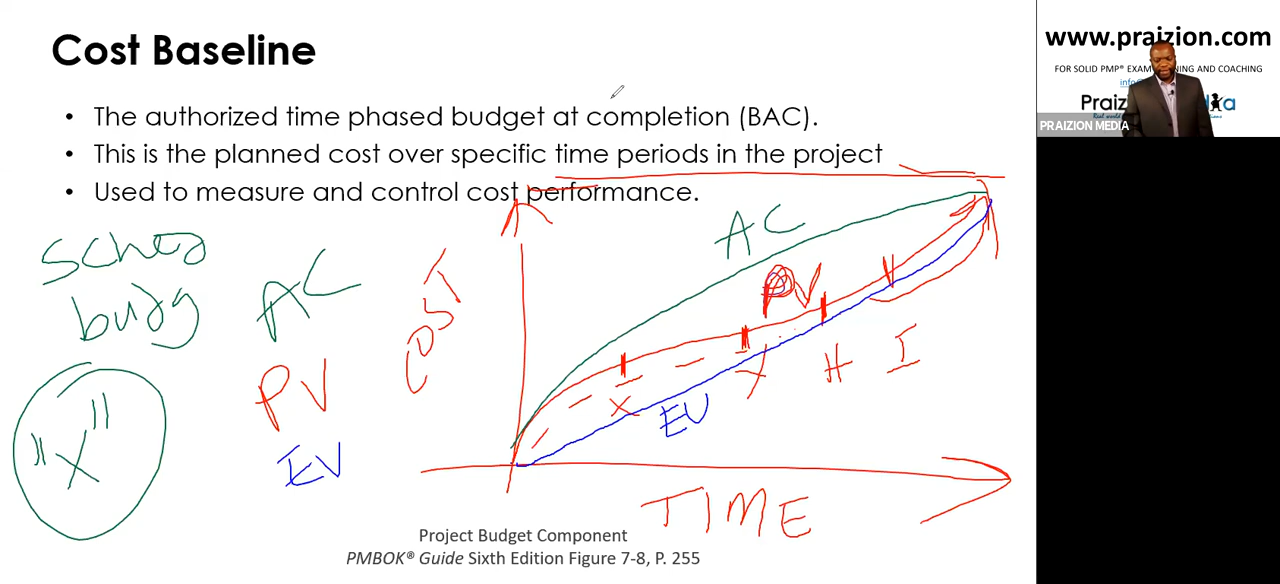 Cost Baseline
• The authorized time phased budget at completion (BAC).
• This is the planned cost over specific time periods in the project
• Used to measure and control cost performance.
sched
budg
"X"
AC
PV
EV
COST
AC
PV
X
X
H
I
EV
TIME
Project Budget Component
PMBOK® Guide Sixth Edition Figure 7-8, P. 255
www.praizion.com
FOR SOLID PMP® EXAM AND COACHING
PRAIZION MEDIA